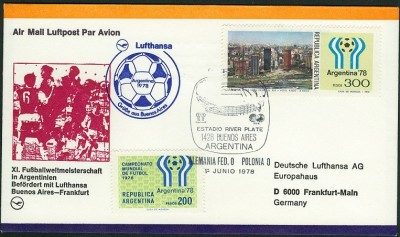 Air Mail Luftpost Par Avion
Lufthansa
Argentina
1978
Grüße aus Buenos Aires
REPUBLICA
ARGENTINA
Argentina '78
PESOS 300
ESTADIO RIVER PLATE
1428 BUENOS AIRES
ARGENTINA
ALEMANIA FED. 0 POLONIA 0
1º JUNIO 1978
XI. Fußballweltmeisterschaft
in Argentinien
Befördert mit Lufthansa
Buenos Aires—Frankfurt
CAMPEONATO
MUNDIAL
DE FUTBOL
1978
REPUBLICA
ARGENTINA
Argentina '78
PESOS 200
Deutsche Lufthansa AG
Europahaus
D 6000 Frankfurt-Main
Germany